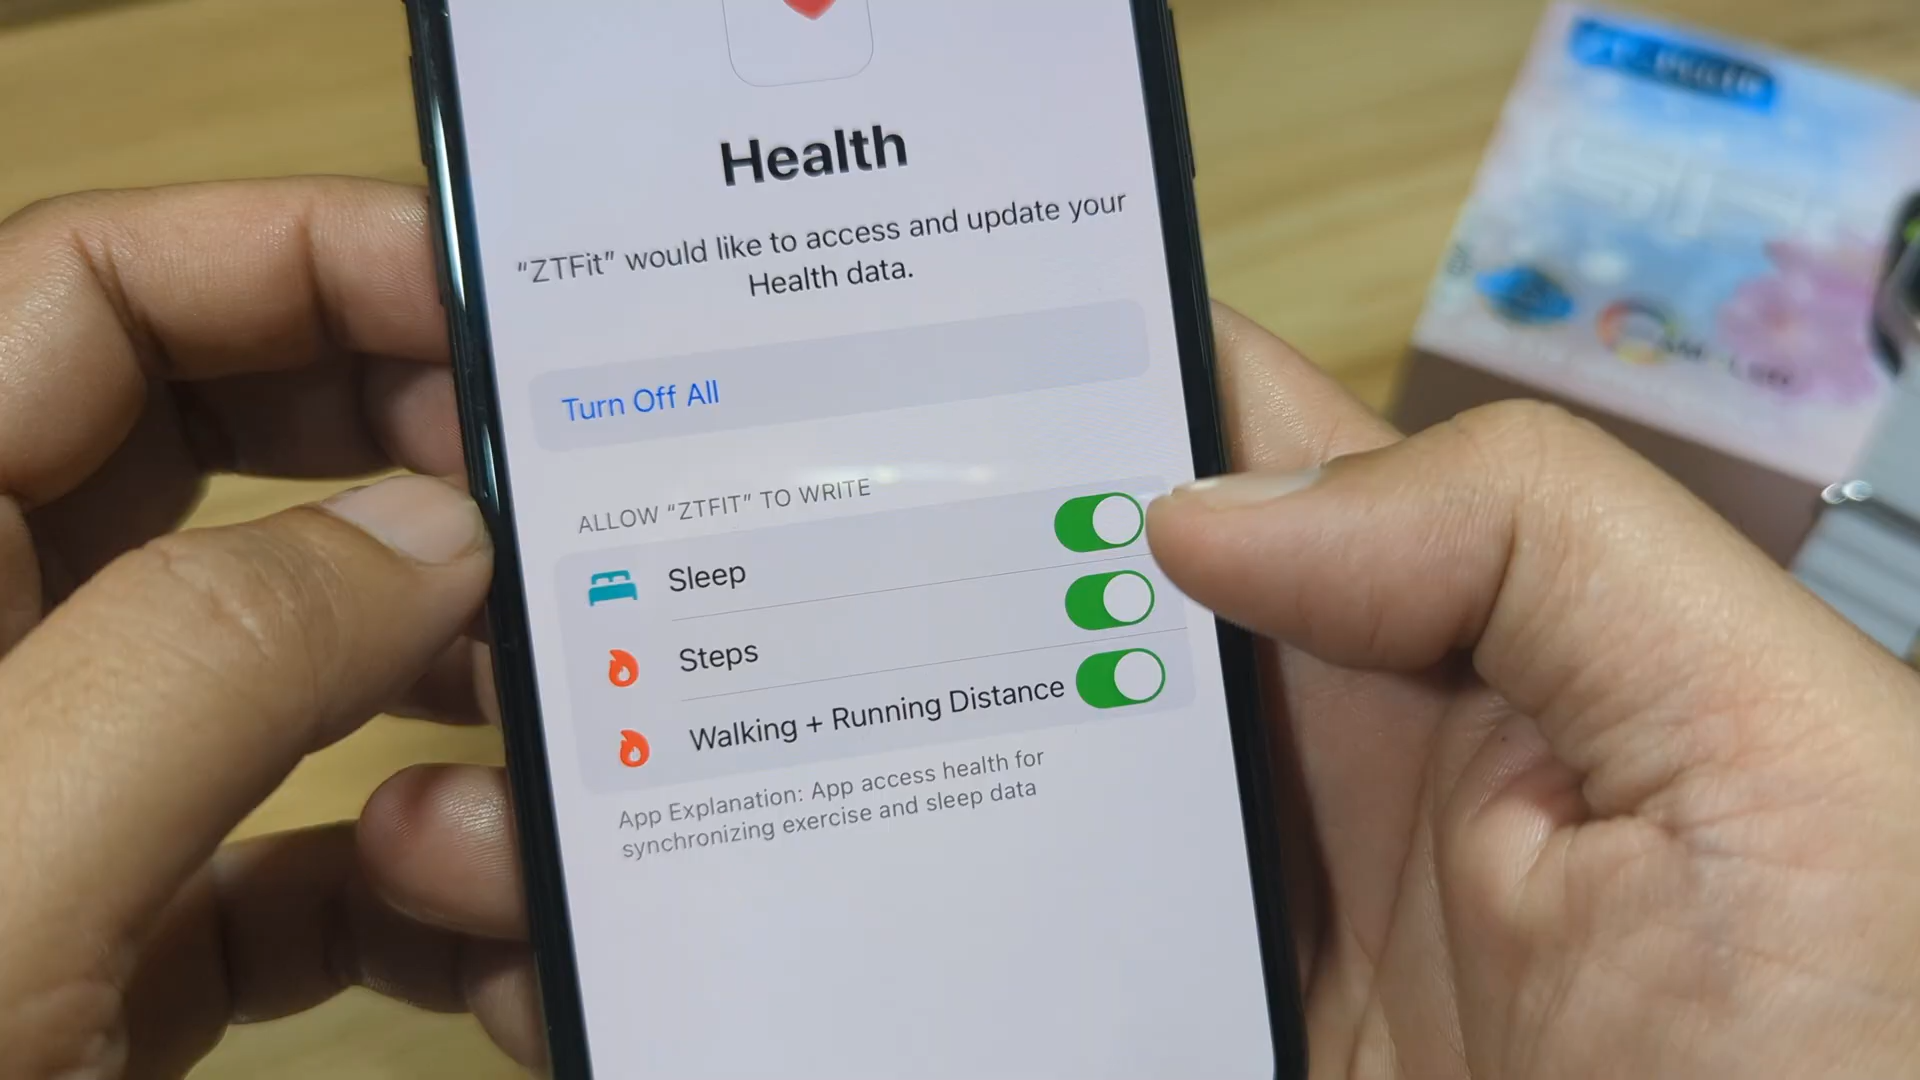 Health
“ZTFit” would like to access and update your
Health data.
Turn Off All
ALLOW “ZTFIT” TO WRITE
Sleep
Steps
Walking + Running Distance
App Explanation: App access health for
synchronizing exercise and sleep data